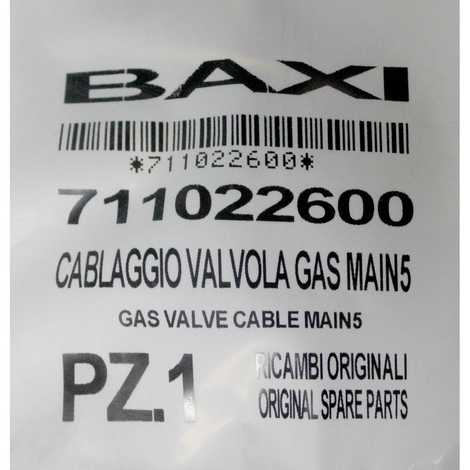 BAXI
*711022600*
711022600
CABLAGGIO VALVOLA GAS MAIN5
GAS VALVE CABLE MAIN5
PZ.1
RICAMBI ORIGINALI
ORIGINAL SPARE PARTS